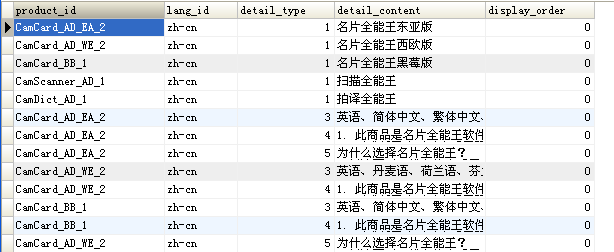 product_id lang_id detail_type detail_content display_order
CamCard_AD_EA_2 zh-cn 1 名片全能王东亚版 0
CamCard_AD_WE_2 zh-cn 1 名片全能王西欧版 0
CamCard_BB_1 zh-cn 1 名片全能王黑莓版 0
CamScanner_AD_1 zh-cn 1 扫描全能王 0
CamDict_AD_1 zh-cn 1 拍译全能王 0
CamCard_AD_EA_2 zh-cn 3 英语、简体中文、繁体中文、 0
CamCard_AD_EA_2 zh-cn 4 1. 此商品是名片全能王软件 0
CamCard_AD_EA_2 zh-cn 5 为什么选择名片全能王? 0
CamCard_AD_WE_2 zh-cn 3 英语、丹麦语、荷兰语、芬 0
CamCard_AD_WE_2 zh-cn 4 1. 此商品是名片全能王软件 0
CamCard_BB_1 zh-cn 3 英语、简体中文、繁体中文、 0
CamCard_BB_1 zh-cn 4 1. 此商品是名片全能王软件 0
CamCard_AD_WE_2 zh-cn 5 为什么选择名片全能王? 0